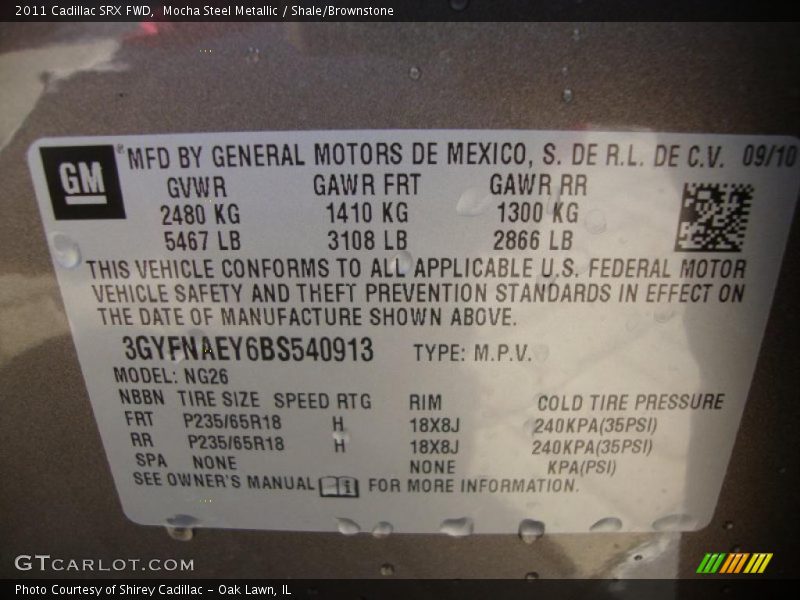 2011 Cadillac SRX FWD, Mocha Steel Metallic / Shale/Brownstone
GM® MFD BY GENERAL MOTORS DE MEXICO, S. DE R.L. DE C.V. 09/10
GVWR GAWR FRT GAWR RR
2480 KG 1410 KG 1300 KG
5467 LB 3108 LB 2866 LB
THIS VEHICLE CONFORMS TO ALL APPLICABLE U.S. FEDERAL MOTOR
VEHICLE SAFETY AND THEFT PREVENTION STANDARDS IN EFFECT ON
THE DATE OF MANUFACTURE SHOWN ABOVE.
3GYFNAEY6BS540913 TYPE: M.P.V.
MODEL: NG26
NBBN TIRE SIZE SPEED RTG RIM COLD TIRE PRESSURE
FRT P235/65R18 H 18X8J 240KPA(35PSI)
RR P235/65R18 H 18X8J 240KPA(35PSI)
SPA NONE NONE KPA(PSI)
SEE OWNER'S MANUAL FOR MORE INFORMATION.
GTCARLOT.COM
Photo Courtesy of Shirey Cadillac - Oak Lawn, IL